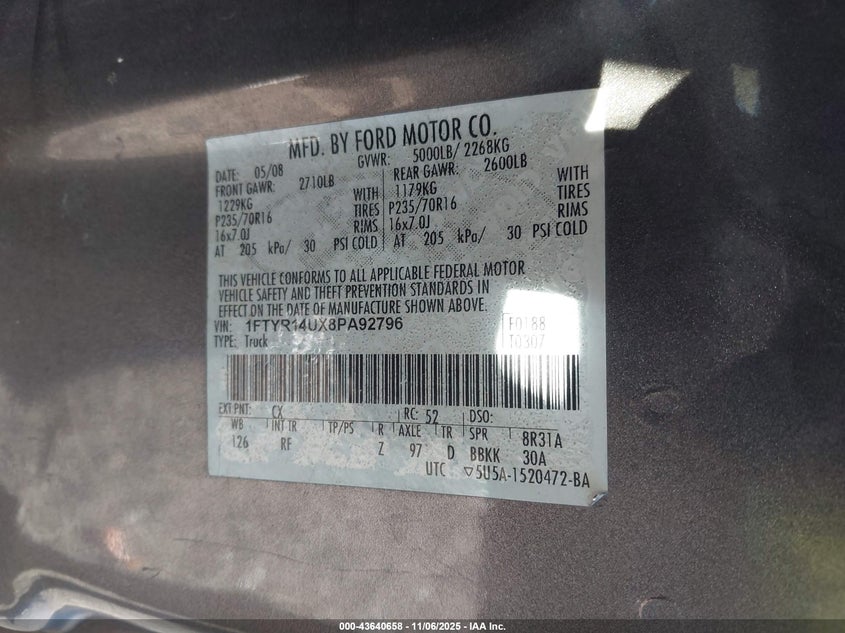 MFD. BY FORD MOTOR CO.
DATE: 05/08 GVWR: 5000LB/ 2268KG
FRONT GAWR: 2710LB REAR GAWR: 2600LB
1229KG WITH 1179KG WITH
P235/70R16 TIRES P235/70R16 TIRES
16x7.0J RIMS 16x7.0J RIMS
AT 205 kPa/ 30 PSI COLD AT 205 kPa/ 30 PSI COLD
THIS VEHICLE CONFORMS TO ALL APPLICABLE FEDERAL MOTOR
VEHICLE SAFETY AND THEFT PREVENTION STANDARDS IN
EFFECT ON THE DATE OF MANUFACTURE SHOWN ABOVE.
VIN: 1FTYR14UX8PA92796 F0188
TYPE: Truck T0307
EXT PNT: CX RC: 52 DSO:
WB INT TR TP/PS R AXLE TR SPR 8R31A
126 RF Z 97 D BBKK 30A
UTC ▽5U5A-1520472-BA
000-43640658 - 11/06/2025 - IAA Inc.